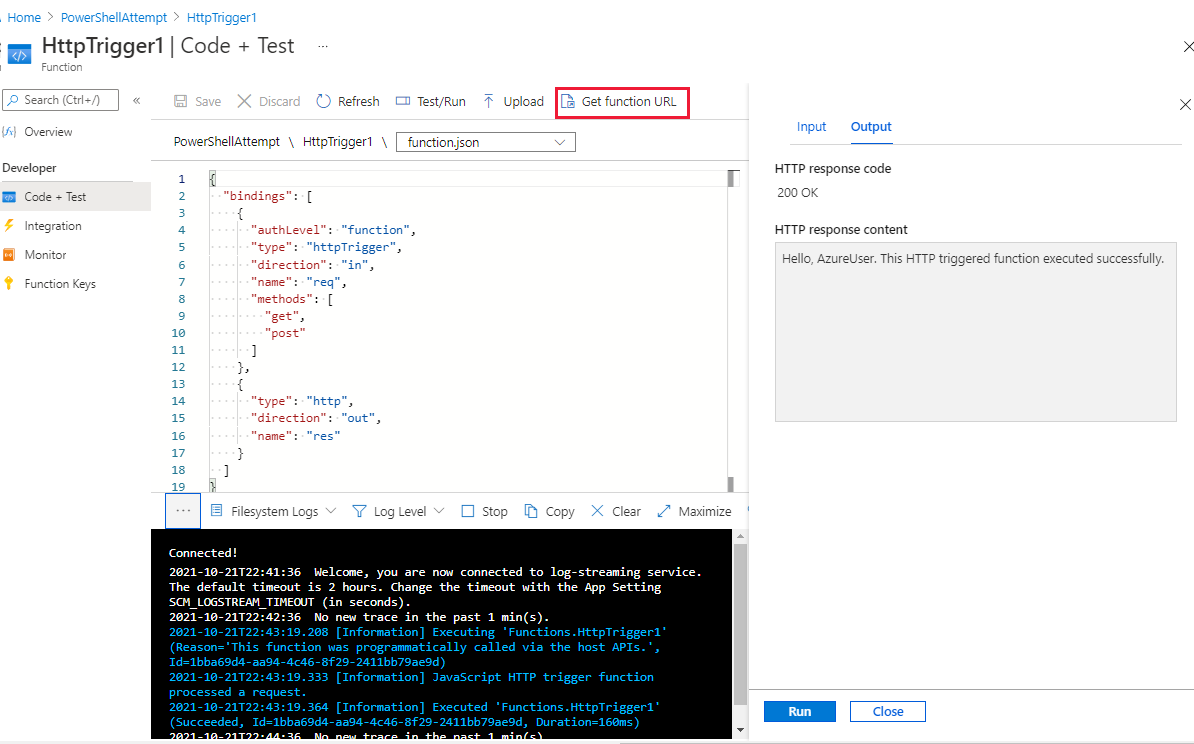 Home > PowerShellAttempt > HttpTrigger1
HttpTrigger1 | Code + Test ...
Function
Search (Ctrl+/) «
Overview
Developer
Code + Test
Integration
Monitor
Function Keys
Save Discard Refresh Test/Run Upload Get function URL
PowerShellAttempt \ HttpTrigger1 \ function.json
1 {
2 "bindings": [
3 {
4 "authLevel": "function",
5 "type": "httpTrigger",
6 "direction": "in",
7 "name": "req",
8 "methods": [
9 "get",
10 "post"
11 ]
12 },
13 {
14 "type": "http",
15 "direction": "out",
16 "name": "res"
17 }
18 ]
19 }
... Filesystem Logs Log Level Stop Copy Clear Maximize
Connected!
2021-10-21T22:41:36 Welcome, you are now connected to log-streaming service.
The default timeout is 2 hours. Change the timeout with the App Setting
SCM_LOGSTREAM_TIMEOUT (in seconds).
2021-10-21T22:42:36 No new trace in the past 1 min(s).
2021-10-21T22:43:19.208 [Information] Executing 'Functions.HttpTrigger1'
(Reason='This function was programmatically called via the host APIs.',
Id=1bba69d4-aa94-4c46-8f29-2411bb79ae9d)
2021-10-21T22:43:19.333 [Information] JavaScript HTTP trigger function
processed a request.
2021-10-21T22:43:19.364 [Information] Executed 'Functions.HttpTrigger1'
(Succeeded, Id=1bba69d4-aa94-4c46-8f29-2411bb79ae9d, Duration=160ms)
2021-10-21T22:44:36 No new trace in the past 1 min(s).
Input Output
HTTP response code
200 OK
HTTP response content
Hello, AzureUser. This HTTP triggered function executed successfully.
Run Close